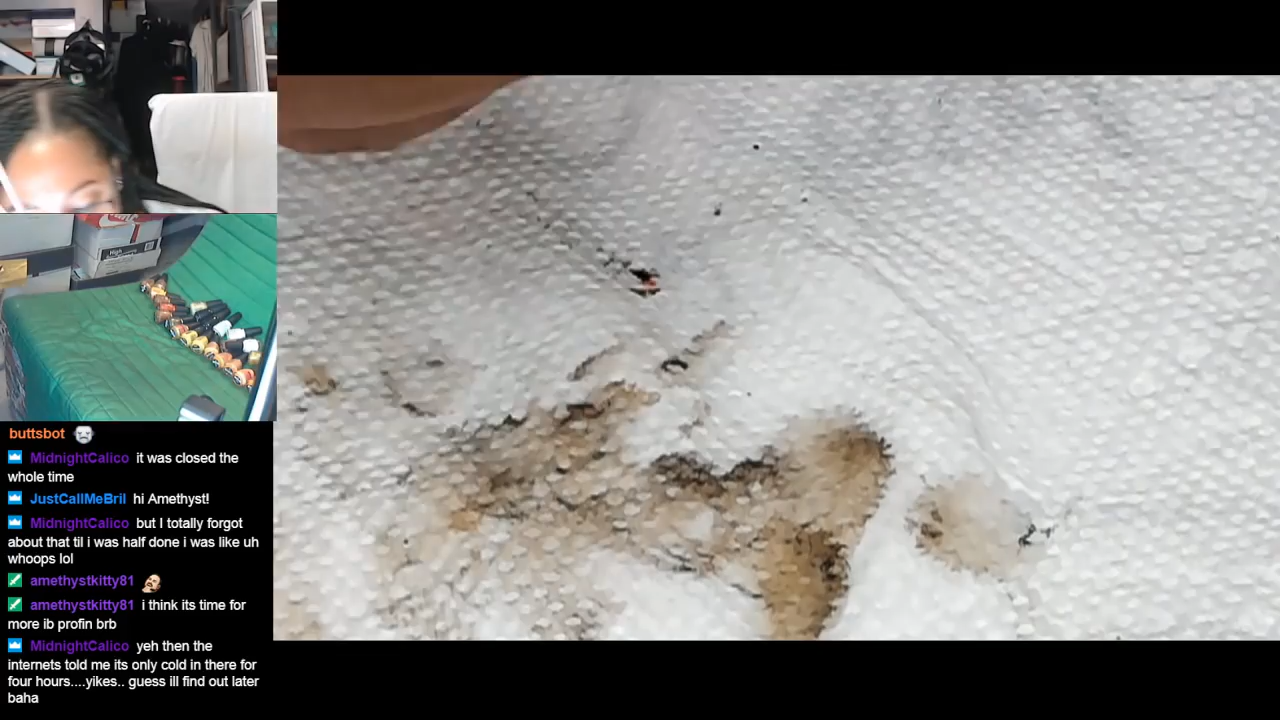 buttsbot
MidnightCalico it was closed the
whole time
JustCallMeBril hi Amethyst!
MidnightCalico but I totally forgot
about that til i was half done i was like uh
whoops lol
amethystkitty81
amethystkitty81 i think its time for
more ib profin brb
MidnightCalico yeh then the
internets told me its only cold in there for
four hours....yikes.. guess ill find out later
baha